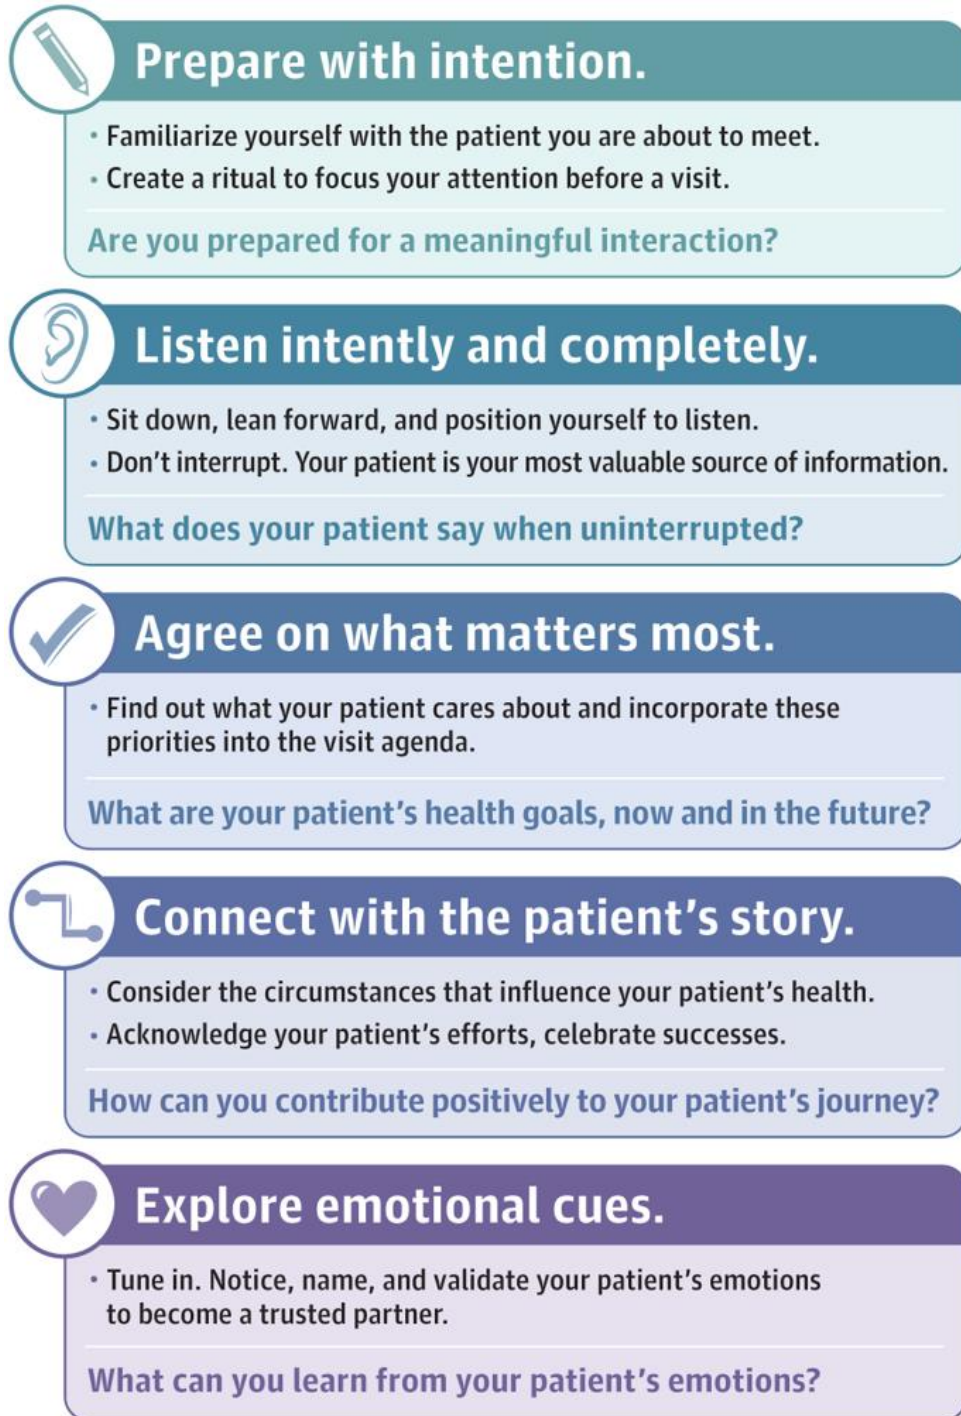 Prepare with intention.
• Familiarize yourself with the patient you are about to meet.
• Create a ritual to focus your attention before a visit.
Are you prepared for a meaningful interaction?
Listen intently and completely.
• Sit down, lean forward, and position yourself to listen.
• Don’t interrupt. Your patient is your most valuable source of information.
What does your patient say when uninterrupted?
Agree on what matters most.
• Find out what your patient cares about and incorporate these
priorities into the visit agenda.
What are your patient’s health goals, now and in the future?
Connect with the patient’s story.
• Consider the circumstances that influence your patient’s health.
• Acknowledge your patient’s efforts, celebrate successes.
How can you contribute positively to your patient’s journey?
Explore emotional cues.
• Tune in. Notice, name, and validate your patient’s emotions
to become a trusted partner.
What can you learn from your patient’s emotions?